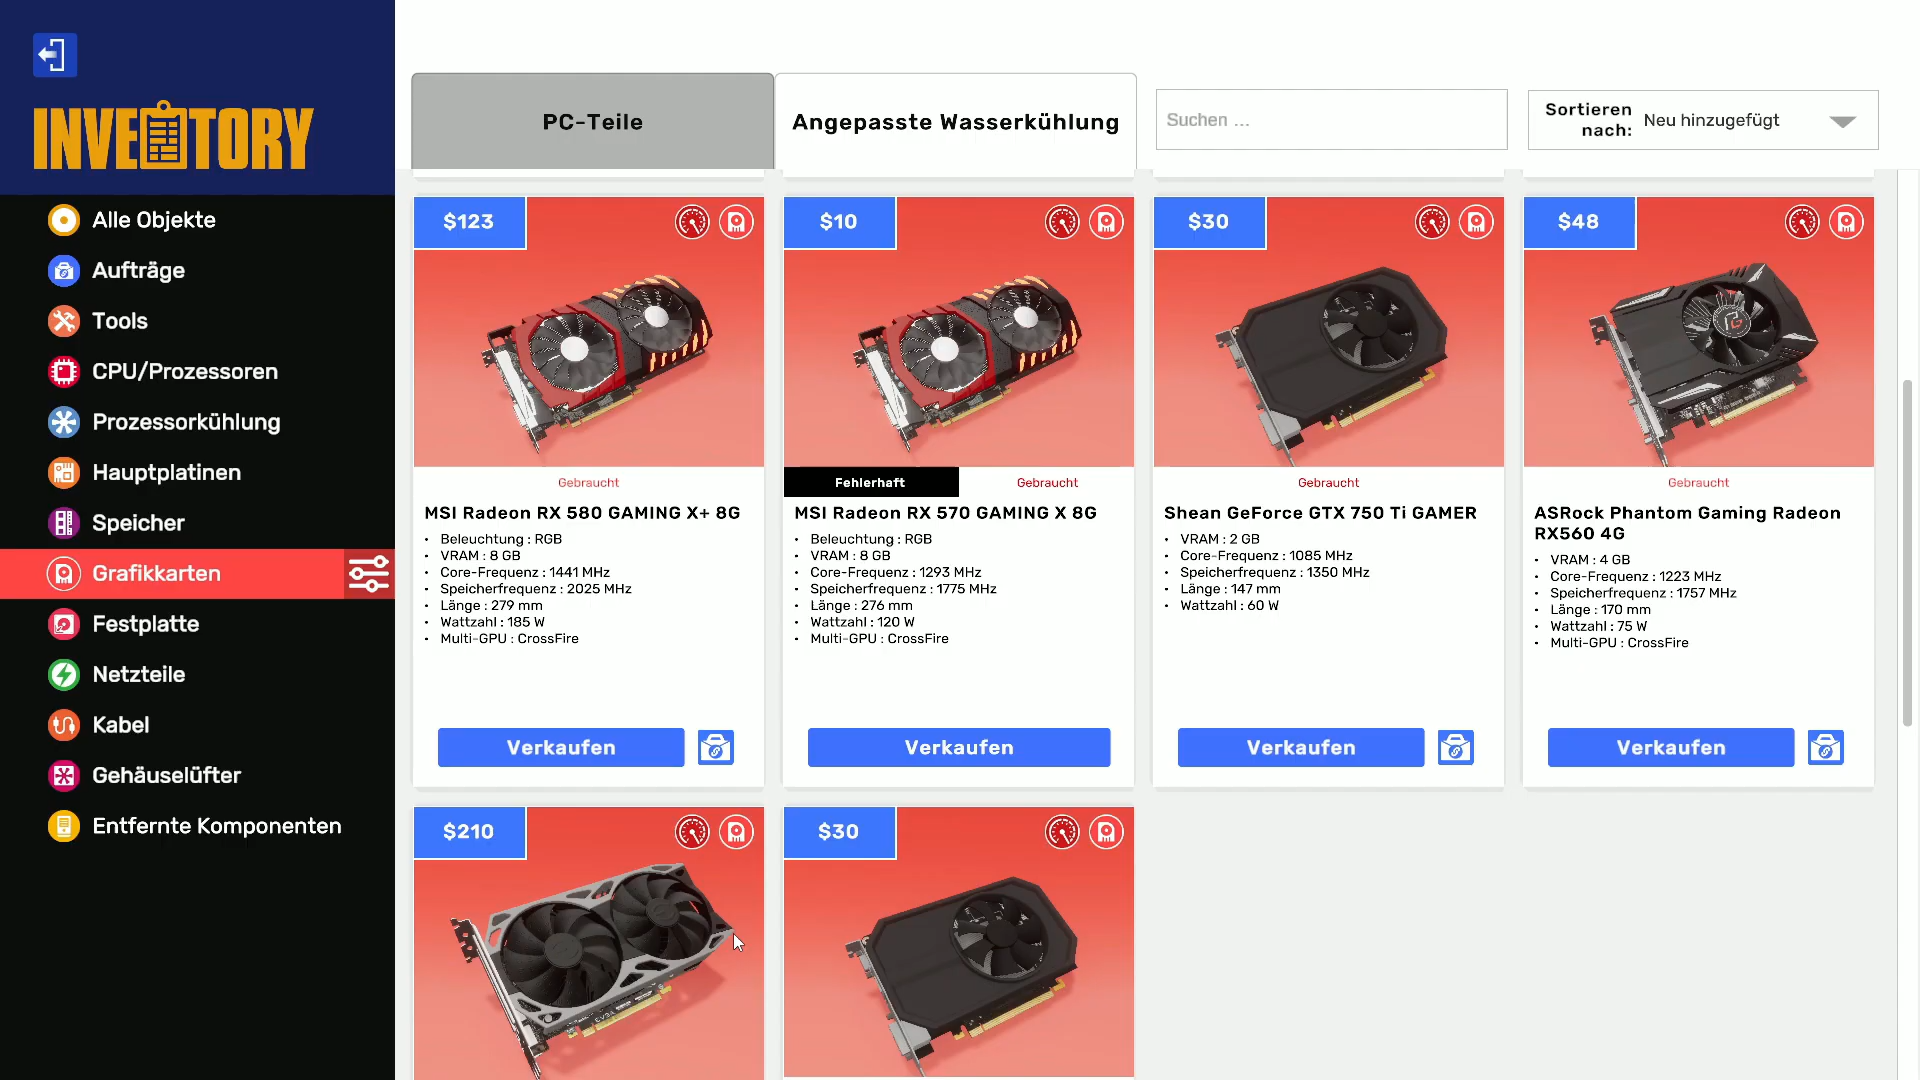 INVENTORY
Alle Objekte
Aufträge
Tools
CPU/Prozessoren
Prozessorkühlung
Hauptplatinen
Speicher
Grafikkarten
Festplatte
Netzteile
Kabel
Gehäuselüfter
Entfernte Komponenten
PC-Teile
Angepasste Wasserkühlung
Suchen ...
Sortieren
nach:
Neu hinzugefügt
$123
Gebraucht
MSI Radeon RX 580 GAMING X+ 8G
• Beleuchtung : RGB
• VRAM : 8 GB
• Core-Frequenz : 1441 MHz
• Speicherfrequenz : 2025 MHz
• Länge : 279 mm
• Wattzahl : 185 W
• Multi-GPU : CrossFire
Verkaufen
$10
Fehlerhaft
Gebraucht
MSI Radeon RX 570 GAMING X 8G
• Beleuchtung : RGB
• VRAM : 8 GB
• Core-Frequenz : 1293 MHz
• Speicherfrequenz : 1775 MHz
• Länge : 276 mm
• Wattzahl : 120 W
• Multi-GPU : CrossFire
Verkaufen
$30
Gebraucht
Shean GeForce GTX 750 Ti GAMER
• VRAM : 2 GB
• Core-Frequenz : 1085 MHz
• Speicherfrequenz : 1350 MHz
• Länge : 147 mm
• Wattzahl : 60 W
Verkaufen
$48
Gebraucht
ASRock Phantom Gaming Radeon
RX560 4G
• VRAM : 4 GB
• Core-Frequenz : 1223 MHz
• Speicherfrequenz : 1757 MHz
• Länge : 170 mm
• Wattzahl : 75 W
• Multi-GPU : CrossFire
Verkaufen
$210
EVGA
$30